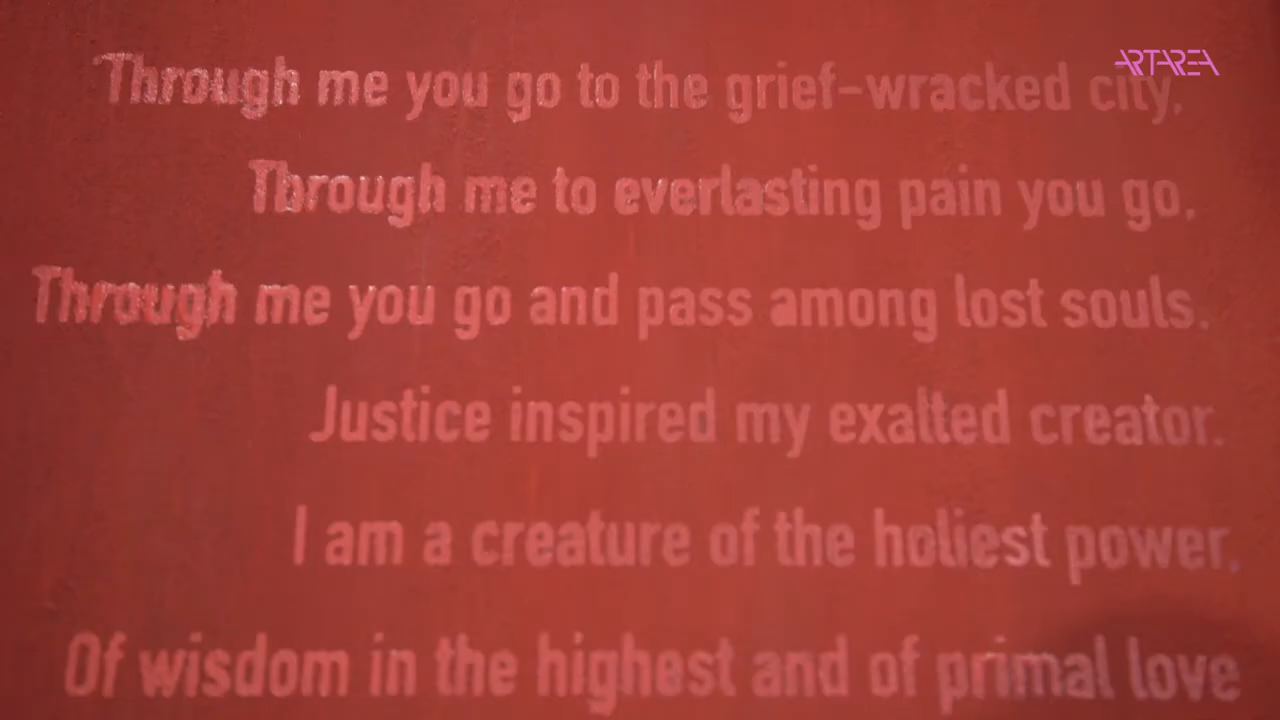 ARTAREA
Through me you go to the grief-wracked city,
Through me to everlasting pain you go,
Through me you go and pass among lost souls.
Justice inspired my exalted creator.
I am a creature of the holiest power,
Of wisdom in the highest and of primal love